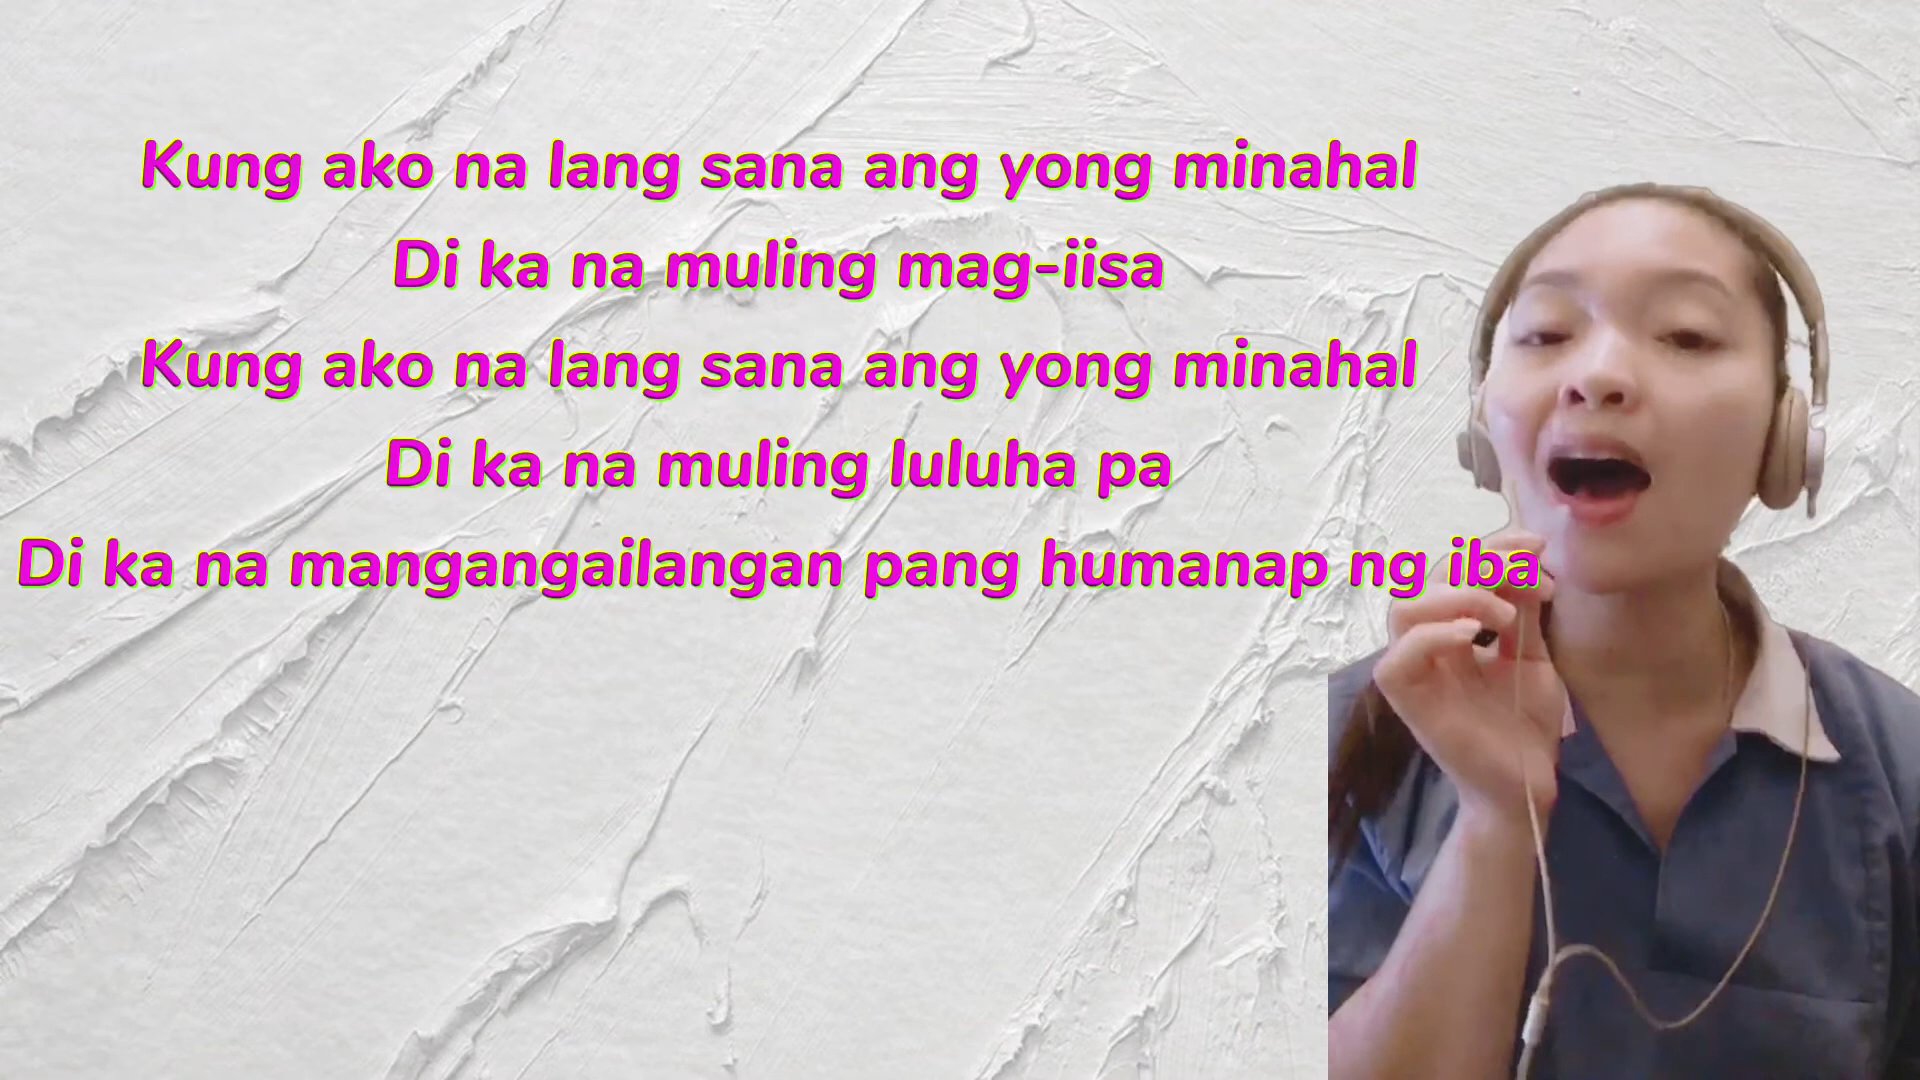 Kung ako na lang sana ang yong minahal
Di ka na muling mag-iisa
Kung ako na lang sana ang yong minahal
Di ka na muling luluha pa
Di ka na mangangailangan pang humanap ng iba